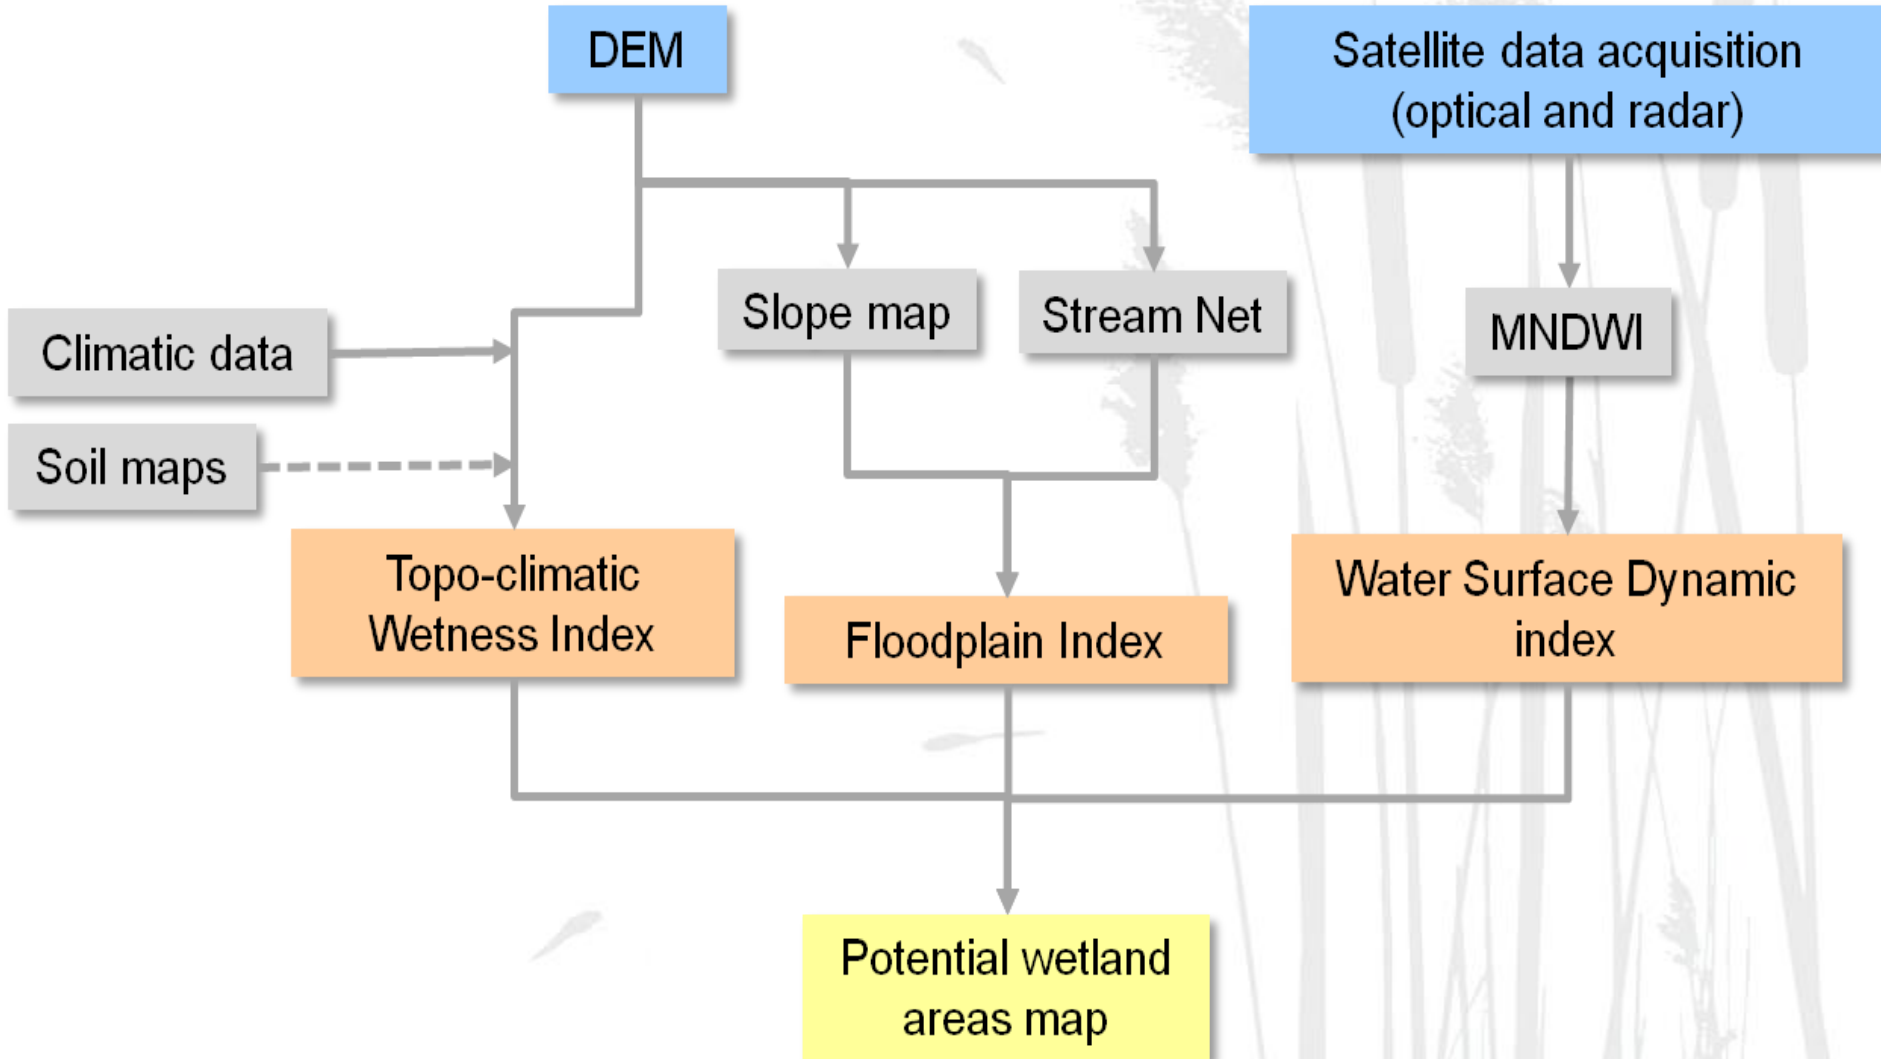 DEM
Satellite data acquisition
(optical and radar)
Climatic data
Slope map
Stream Net
MNDWI
Soil maps
Topo-climatic
Wetness Index
Floodplain Index
Water Surface Dynamic
index
Potential wetland
areas map